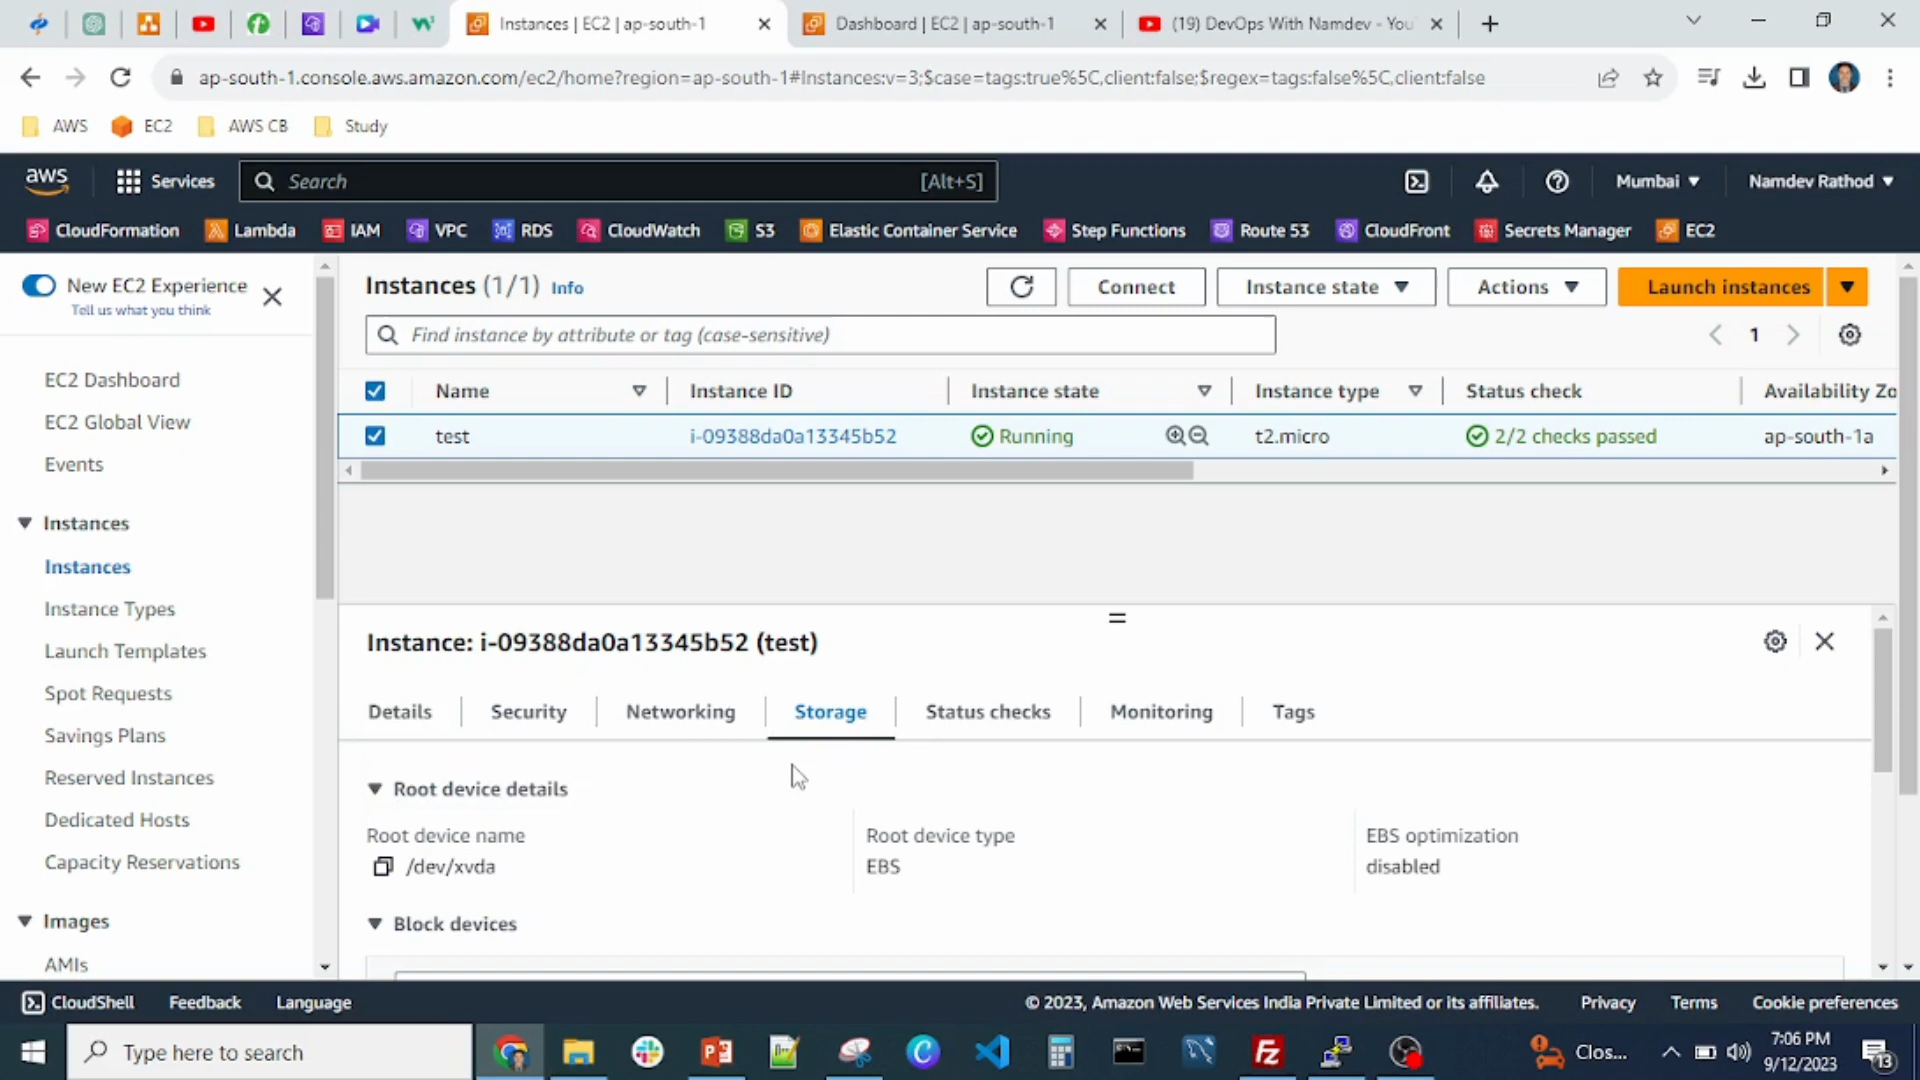 Instances | EC2 | ap-south-1
Dashboard | EC2 | ap-south-1
(19) DevOps With Namdev - You
ap-south-1.console.aws.amazon.com/ec2/home?region=ap-south-1#Instances:v=3;$case=tags:true%5C,client:false;$regex=tags:false%5C,client:false
AWS
EC2
AWS CB
Study
aws
Services
Search
[Alt+S]
Mumbai
Namdev Rathod
CloudFormation
Lambda
IAM
VPC
RDS
CloudWatch
S3
Elastic Container Service
Step Functions
Route 53
CloudFront
Secrets Manager
EC2
New EC2 Experience
Tell us what you think
EC2 Dashboard
EC2 Global View
Events
Instances
Instances
Instance Types
Launch Templates
Spot Requests
Savings Plans
Reserved Instances
Dedicated Hosts
Capacity Reservations
Images
AMIs
Instances (1/1) Info
Connect
Instance state
Actions
Launch instances
Find instance by attribute or tag (case-sensitive)
1
Name
Instance ID
Instance state
Instance type
Status check
Availability Zo
test
i-09388da0a13345b52
Running
t2.micro
2/2 checks passed
ap-south-1a
Instance: i-09388da0a13345b52 (test)
Details
Security
Networking
Storage
Status checks
Monitoring
Tags
Root device details
Root device name
/dev/xvda
Root device type
EBS
EBS optimization
disabled
Block devices
CloudShell
Feedback
Language
© 2023, Amazon Web Services India Private Limited or its affiliates.
Privacy
Terms
Cookie preferences
Type here to search
Clos...
7:06 PM
9/12/2023
13